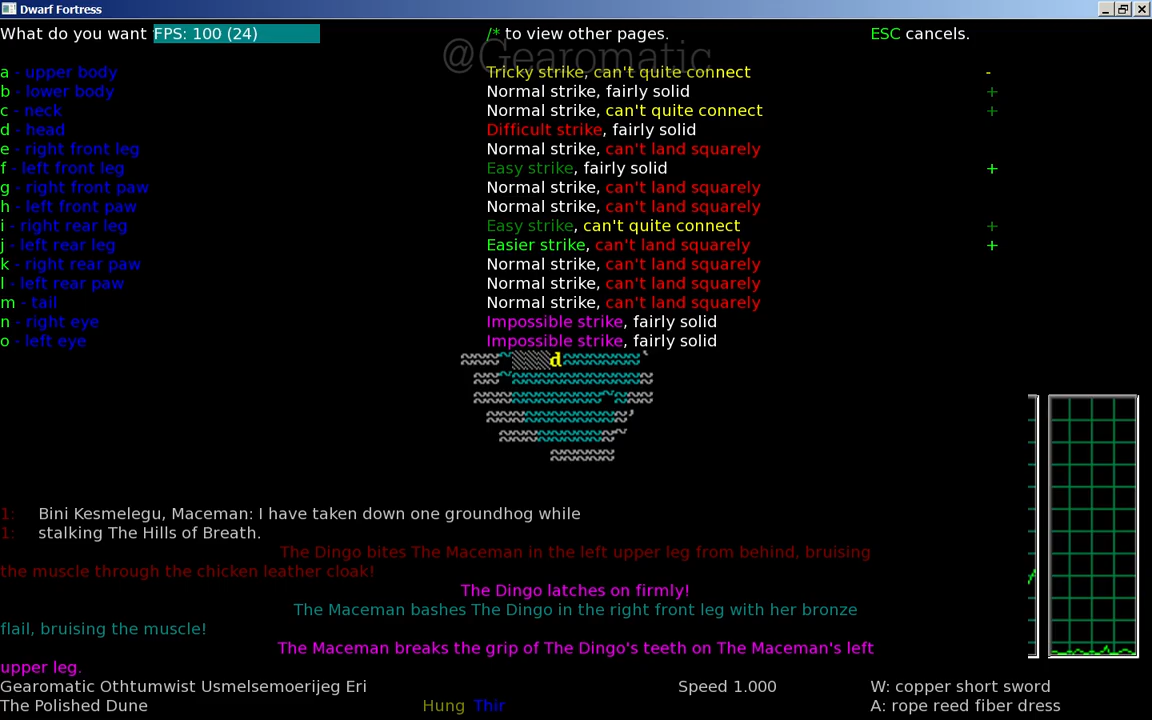 Dwarf Fortress
What do you want FPS: 100 (24) /* to view other pages. ESC cancels.
@Gearomatic
a - upper body Tricky strike, can't quite connect -
b - lower body Normal strike, fairly solid +
c - neck Normal strike, can't quite connect +
d - head Difficult strike, fairly solid
e - right front leg Normal strike, can't land squarely
f - left front leg Easy strike, fairly solid +
g - right front paw Normal strike, can't land squarely
h - left front paw Normal strike, can't land squarely
i - right rear leg Easy strike, can't quite connect +
j - left rear leg Easier strike, can't land squarely +
k - right rear paw Normal strike, can't land squarely
l - left rear paw Normal strike, can't land squarely
m - tail Normal strike, can't land squarely
n - right eye Impossible strike, fairly solid
o - left eye Impossible strike, fairly solid
d
1: Bini Kesmelegu, Maceman: I have taken down one groundhog while
1: stalking The Hills of Breath.
The Dingo bites The Maceman in the left upper leg from behind, bruising
the muscle through the chicken leather cloak!
The Dingo latches on firmly!
The Maceman bashes The Dingo in the right front leg with her bronze
flail, bruising the muscle!
The Maceman breaks the grip of The Dingo's teeth on The Maceman's left
upper leg.
Gearomatic Othtumwist Usmelsemoerijeg Eri Speed 1.000 W: copper short sword
The Polished Dune Hung Thir A: rope reed fiber dress